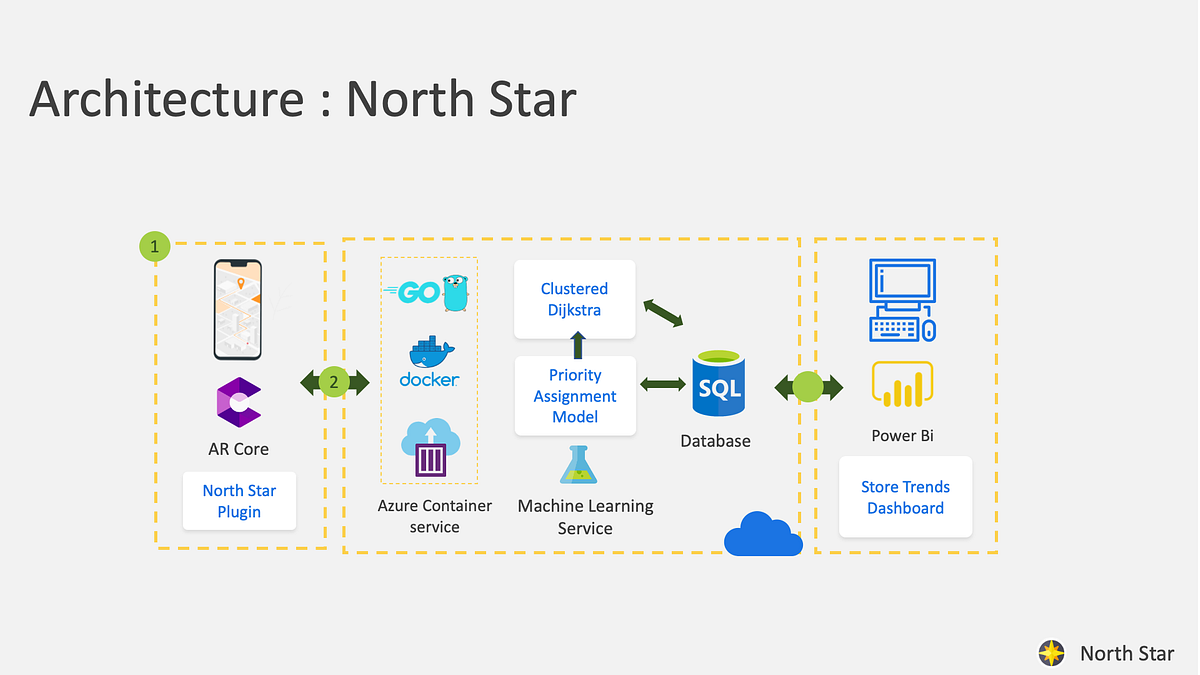 Architecture : North Star
1
AR Core
North Star
Plugin
2
GO
docker
Azure Container
service
Clustered
Dijkstra
Priority
Assignment
Model
Machine Learning
Service
SQL
Database
Power Bi
Store Trends
Dashboard
North Star